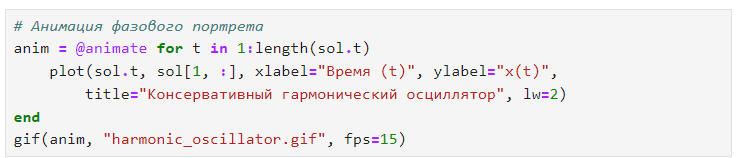 # Анимация фазового портрета
anim = @animate for t in 1:length(sol.t)
    plot(sol.t, sol[1, :], xlabel="Время (t)", ylabel="x(t)",
        title="Консервативный гармонический осциллятор", lw=2)
end
gif(anim, "harmonic_oscillator.gif", fps=15)